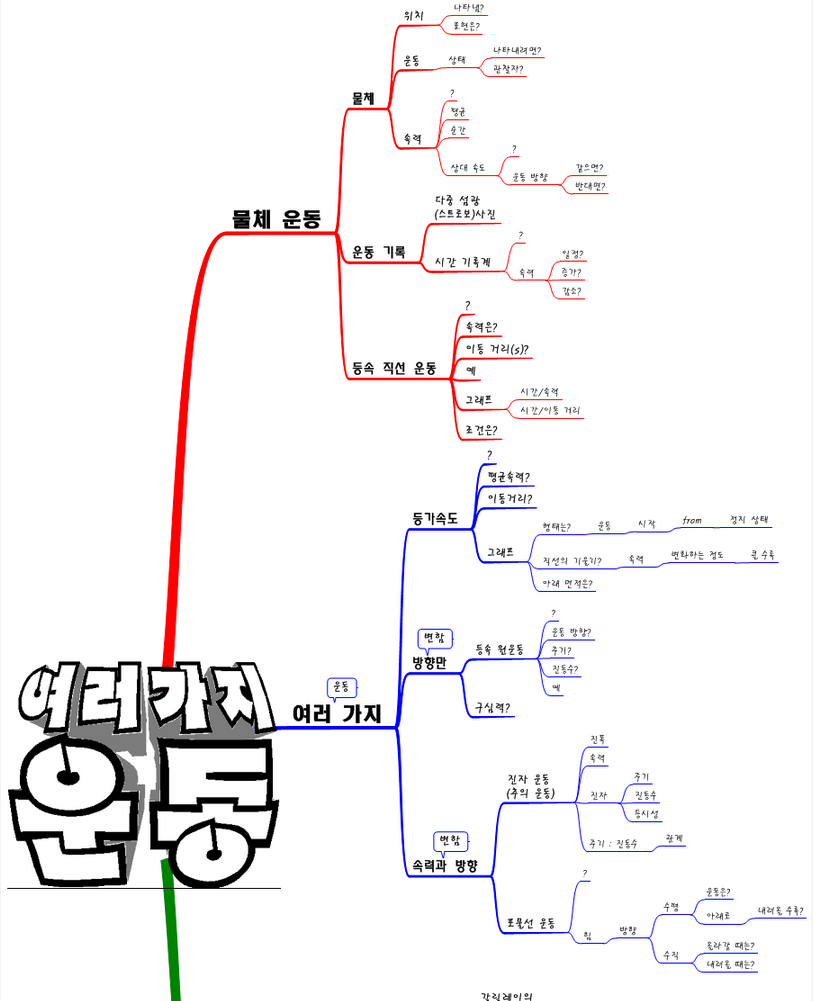 위치
나타냄?
표현은?
운동
상태
나타내려면?
관찰자?
물체
속력
?
평균
순간
상대 속도
?
운동 방향
같으면?
반대면?
물체 운동
운동 기록
다중 섬광
(스트로보)사진
시간 기록계
?
속력
일정?
증가?
감소?
등속 직선 운동
?
속력은?
이동 거리(s)?
예
그래프
시간/속력
시간/이동 거리
조건은?
여러가지
운동
운동
여러 가지
등가속도
?
평균속력?
이동거리?
그래프
형태는?
운동
시작
from
정지 상태
직선의 기울기?
속력
변화하는 정도
클 수록
아래 면적은?
변함
방향만
등속 원운동
?
운동 방향?
주기?
진동수?
예
구심력?
변함
속력과 방향
진자 운동
(추의 운동)
진폭
속력
진자
주기
진동수
등시성
주기 : 진동수
관계
포물선 운동
?
힘
방향
수평
운동은?
아래로
내려올 수록?
수직
올라갈 때는?
내려올 때는?
갈릴레이의